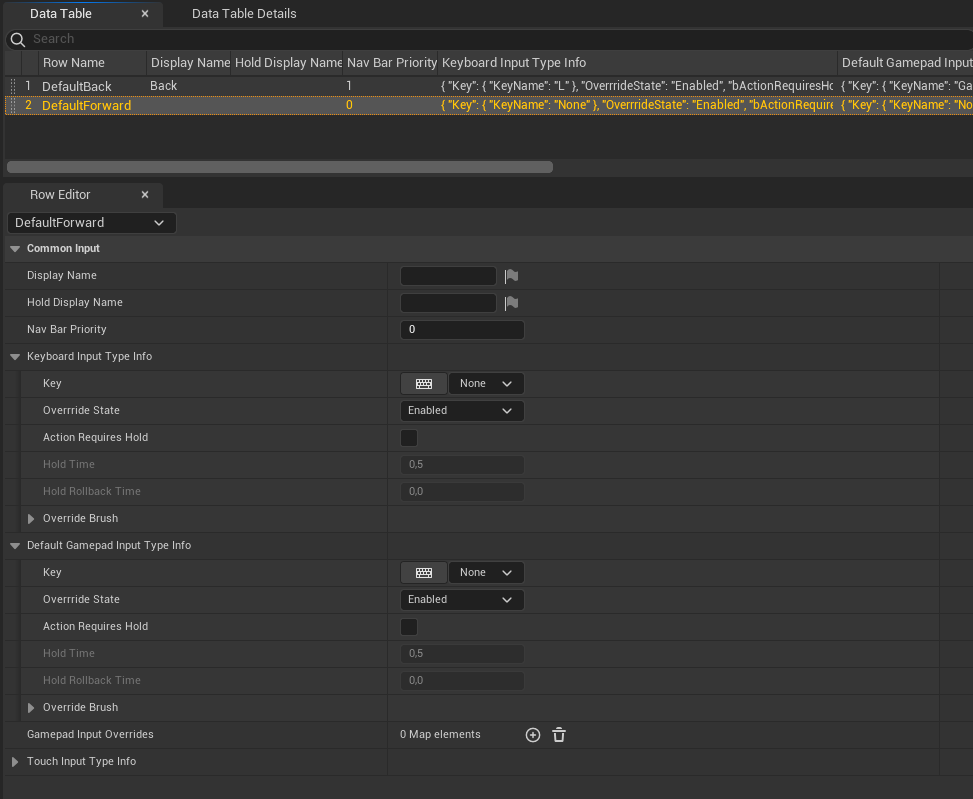 Data Table × Data Table Details
Search
Row Name Display Name Hold Display Name Nav Bar Priority Keyboard Input Type Info Default Gamepad Input
1 DefaultBack Back 1 { "Key": { "KeyName": "L" }, "OverrrideState": "Enabled", "bActionRequiresHo { "Key": { "KeyName": "Ga
2 DefaultForward 0 { "Key": { "KeyName": "None" }, "OverrrideState": "Enabled", "bActionRequire { "Key": { "KeyName": "No
Row Editor ×
DefaultForward
Common Input
Display Name
Hold Display Name
Nav Bar Priority 0
Keyboard Input Type Info
Key None
Overrride State Enabled
Action Requires Hold
Hold Time 0,5
Hold Rollback Time 0,0
Override Brush
Default Gamepad Input Type Info
Key None
Overrride State Enabled
Action Requires Hold
Hold Time 0,5
Hold Rollback Time 0,0
Override Brush
Gamepad Input Overrides 0 Map elements
Touch Input Type Info